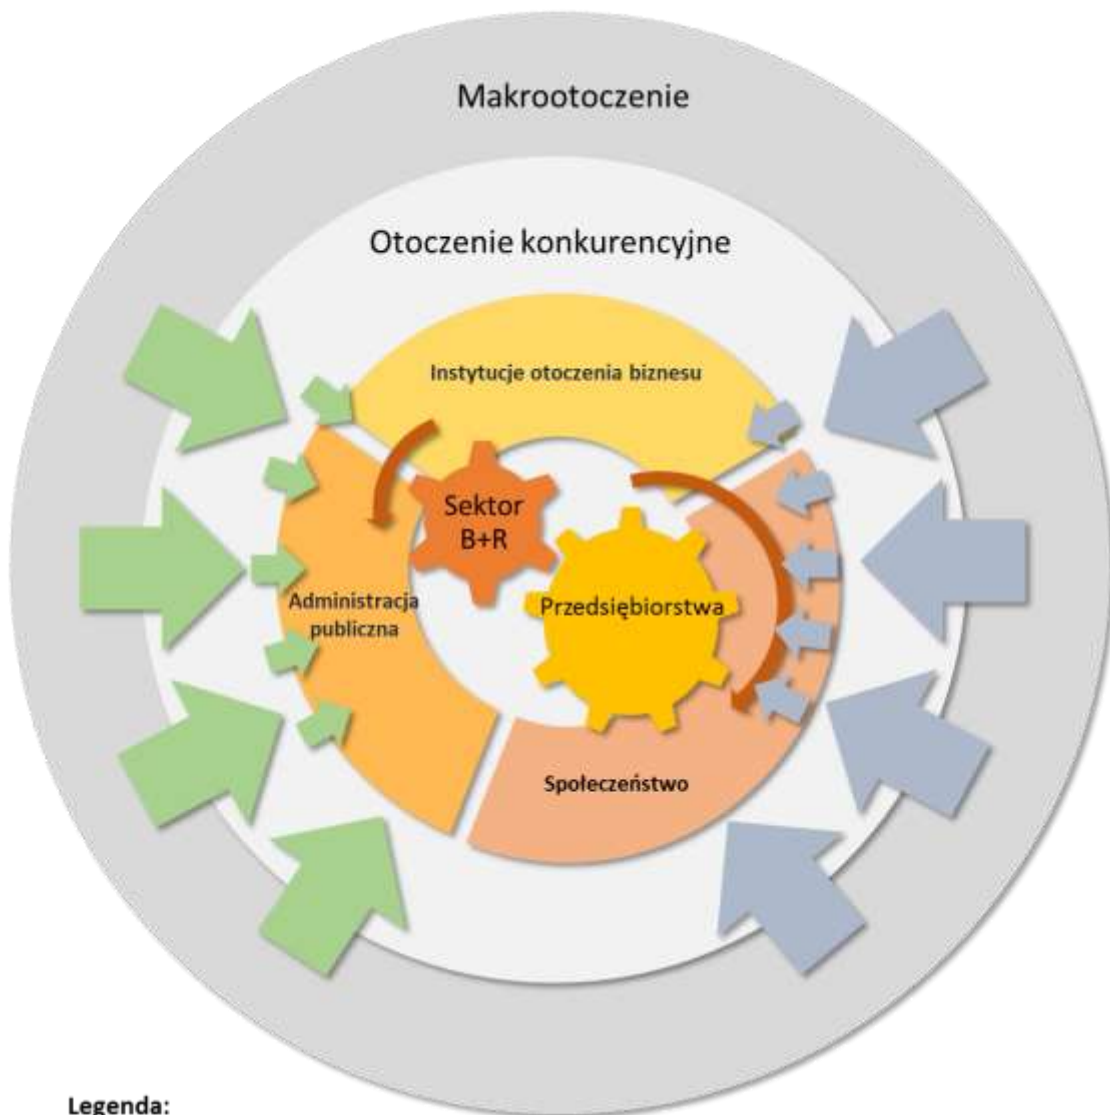 Makrootoczenie
Otoczenie konkurencyjne
Instytucje otoczenia biznesu
Sektor
B+R
Administracja
publiczna
Przedsiębiorstwa
Społeczeństwo
Legenda: